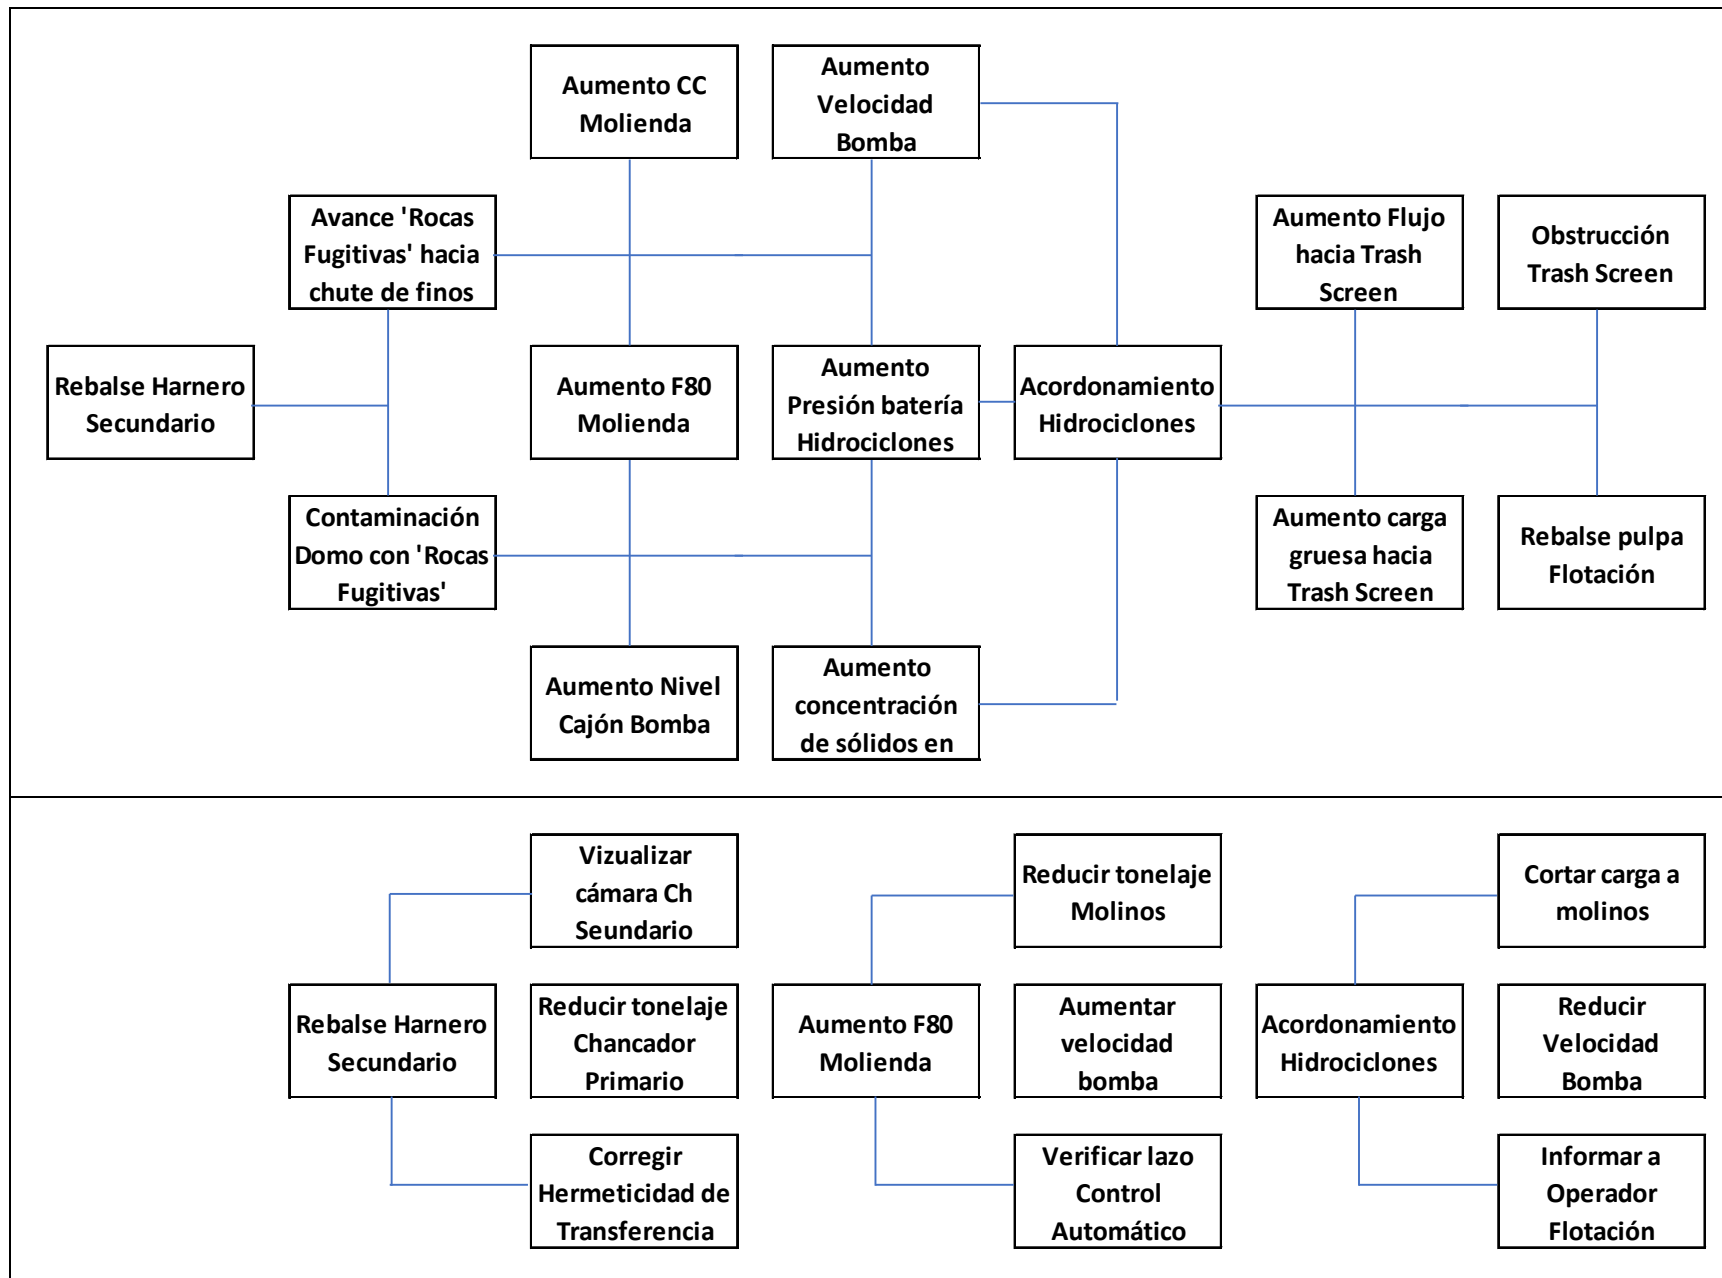 Aumento CC
Molienda
Aumento
Velocidad
Bomba
Avance 'Rocas
Fugitivas' hacia
chute de finos
Aumento Flujo
hacia Trash
Screen
Obstrucción
Trash Screen
Rebalse Harnero
Secundario
Aumento F80
Molienda
Aumento
Presión batería
Hidrociclones
Acordonamiento
Hidrociclones
Contaminación
Domo con 'Rocas
Fugitivas'
Aumento carga
gruesa hacia
Trash Screen
Rebalse pulpa
Flotación
Aumento Nivel
Cajón Bomba
Aumento
concentración
de sólidos en
Vizualizar
cámara Ch
Seundario
Reducir tonelaje
Molinos
Cortar carga a
molinos
Rebalse Harnero
Secundario
Reducir tonelaje
Chancador
Primario
Aumento F80
Molienda
Aumentar
velocidad
bomba
Acordonamiento
Hidrociclones
Reducir
Velocidad
Bomba
Corregir
Hermeticidad de
Transferencia
Verificar lazo
Control
Automático
Informar a
Operador
Flotación